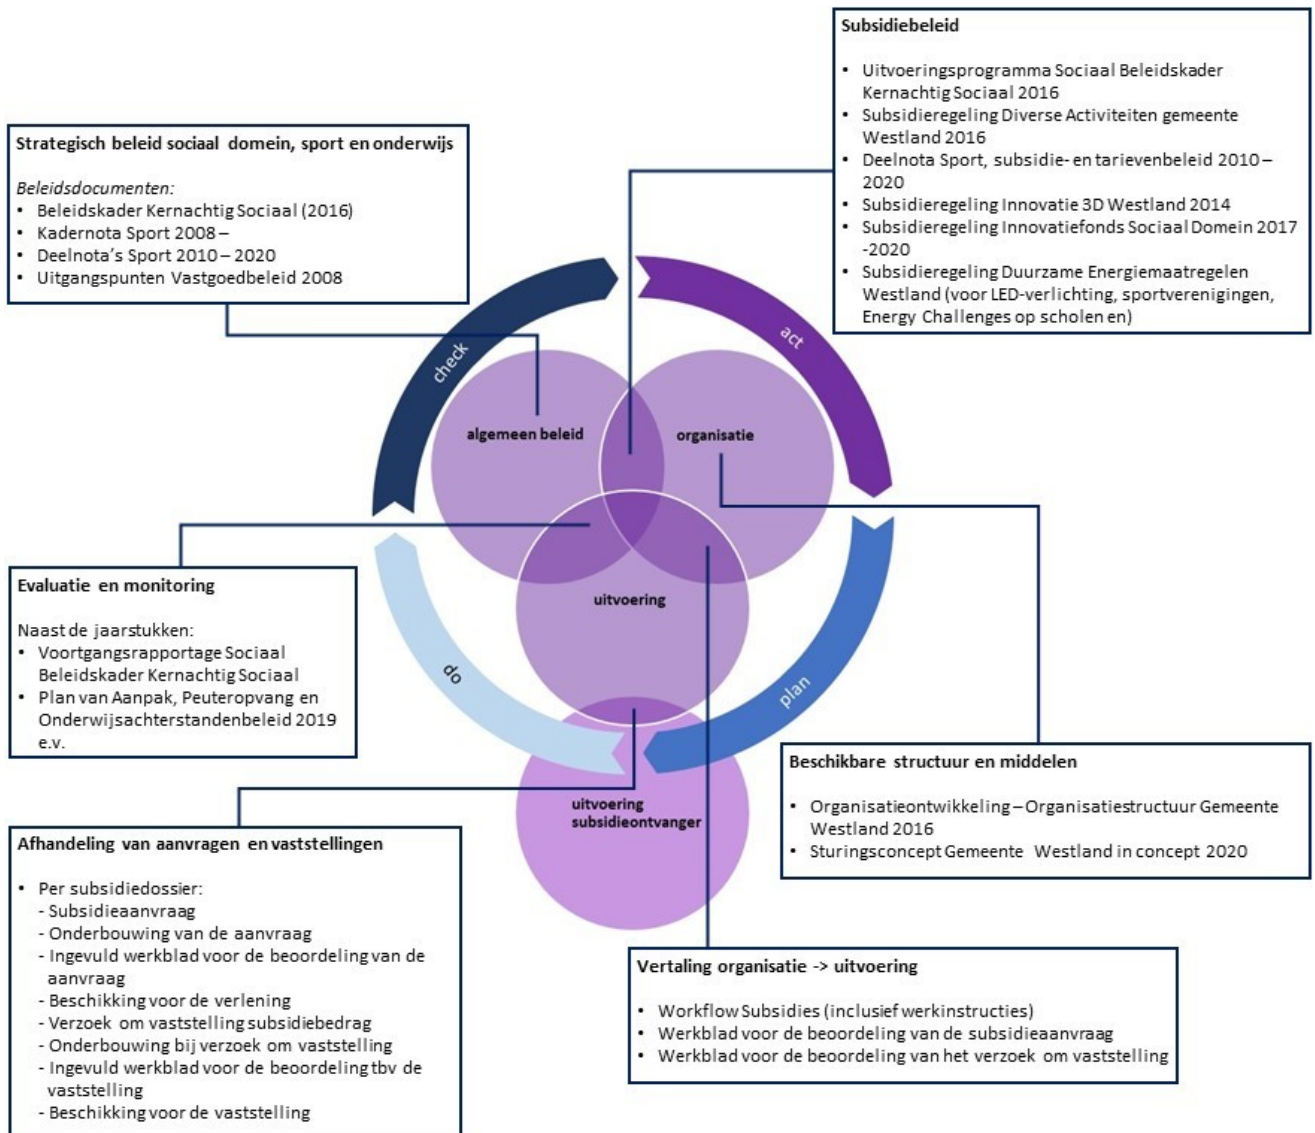 Subsidiebeleid
• Uitvoeringsprogramma Sociaal Beleidskader
Kernachtig Sociaal 2016
• Subsidieregeling Diverse Activiteiten gemeente
Westland 2016
• Deelnota Sport, subsidie- en tarievenbeleid 2010 –
2020
• Subsidieregeling Innovatie 3D Westland 2014
• Subsidieregeling Innovatiefonds Sociaal Domein 2017
-2020
• Subsidieregeling Duurzame Energiemaatregelen
Westland (voor LED-verlichting, sportverenigingen,
Energy Challenges op scholen en)
Strategisch beleid sociaal domein, sport en onderwijs
Beleidsdocumenten:
• Beleidskader Kernachtig Sociaal (2016)
• Kadernota Sport 2008 –
• Deelnota's Sport 2010 – 2020
• Uitgangspunten Vastgoedbeleid 2008
check
act
algemeen beleid
organisatie
uitvoering
do
plan
uitvoering
subsidieontvanger
Evaluatie en monitoring
Naast de jaarstukken:
• Voortgangsrapportage Sociaal
Beleidskader Kernachtig Sociaal
• Plan van Aanpak, Peuteropvang en
Onderwijsachterstandenbeleid 2019
e.v.
Beschikbare structuur en middelen
• Organisatieontwikkeling – Organisatiestructuur Gemeente
Westland 2016
• Sturingsconcept Gemeente Westland in concept 2020
Afhandeling van aanvragen en vaststellingen
• Per subsidiedossier:
- Subsidieaanvraag
- Onderbouwing van de aanvraag
- Ingevuld werkblad voor de beoordeling van de
aanvraag
- Beschikking voor de verlening
- Verzoek om vaststelling subsidiebedrag
- Onderbouwing bij verzoek om vaststelling
- Ingevuld werkblad voor de beoordeling tbv de
vaststelling
- Beschikking voor de vaststelling
Vertaling organisatie -> uitvoering
• Workflow Subsidies (inclusief werkinstructies)
• Werkblad voor de beoordeling van de subsidieaanvraag
• Werkblad voor de beoordeling van het verzoek om vaststelling